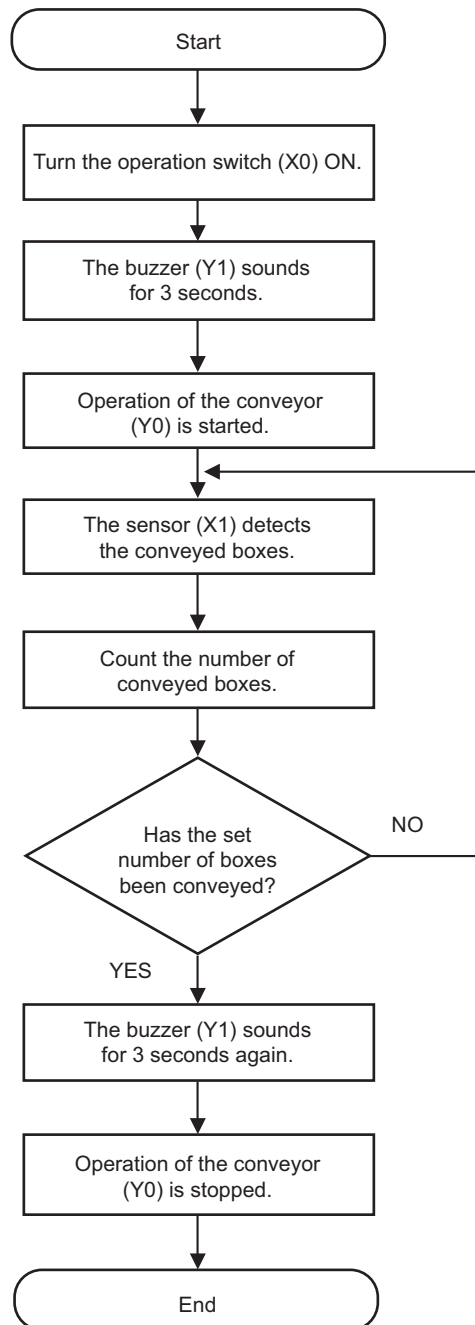 Start
Turn the operation switch (X0) ON.
The buzzer (Y1) sounds
for 3 seconds.
Operation of the conveyor
(Y0) is started.
The sensor (X1) detects
the conveyed boxes.
Count the number of
conveyed boxes.
Has the set
number of boxes
been conveyed?
NO
YES
The buzzer (Y1) sounds
for 3 seconds again.
Operation of the conveyor
(Y0) is stopped.
End